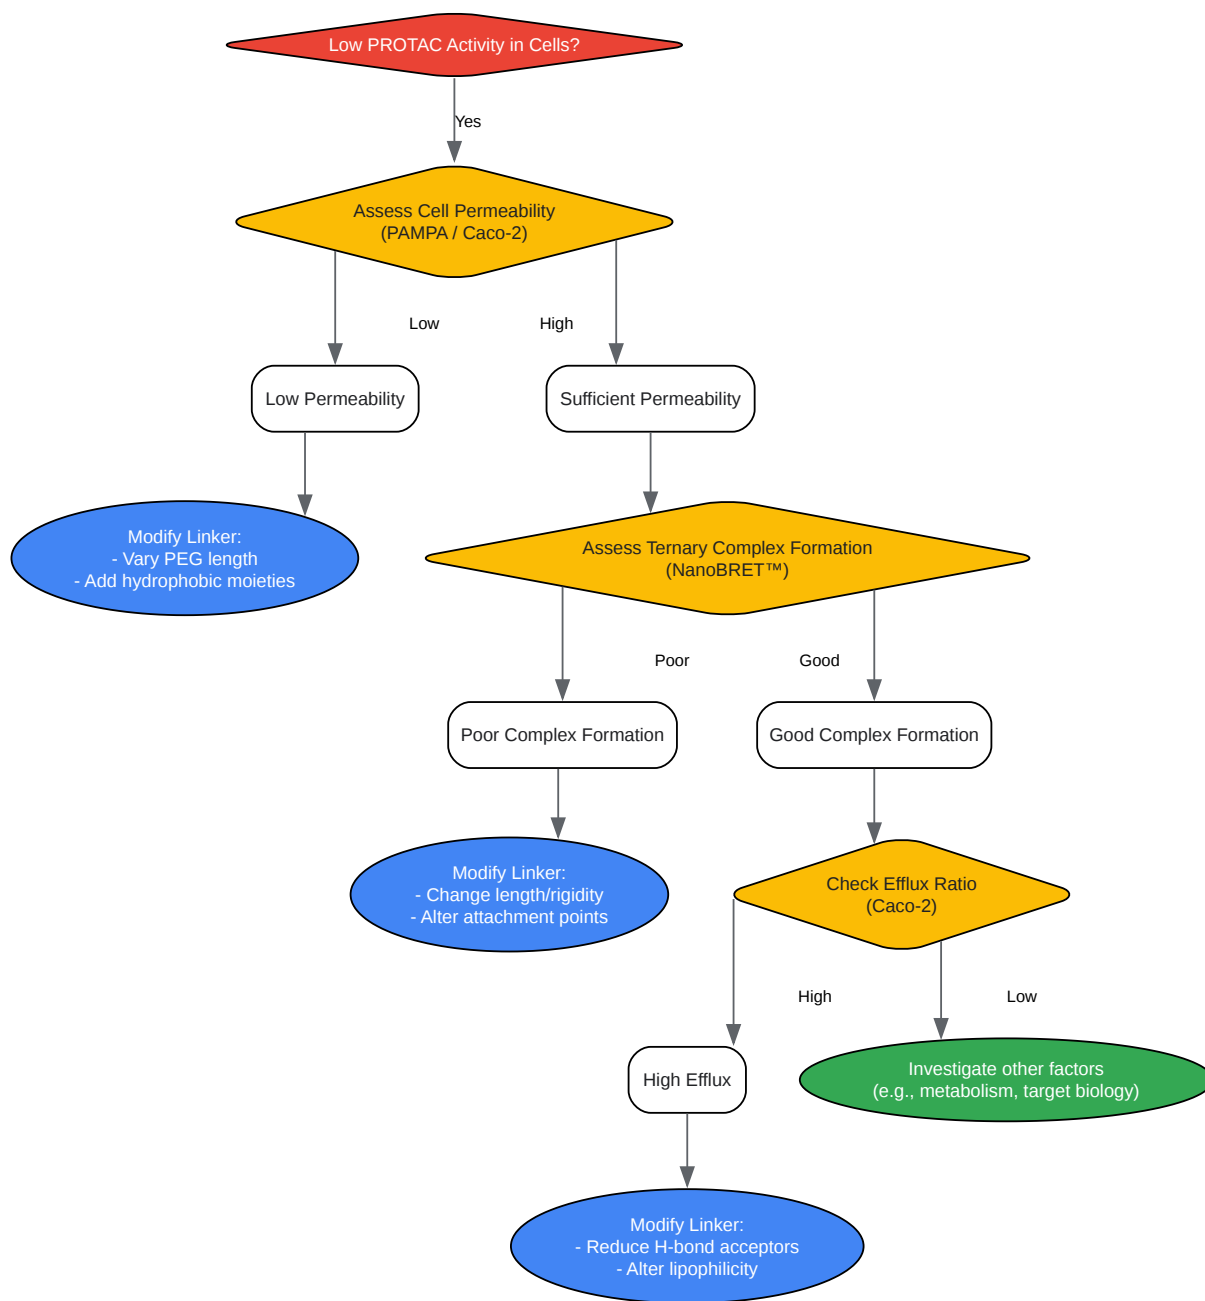 Low PROTAC Activity in Cells?
Yes
Assess Cell Permeability
(PAMPA / Caco-2)
Low
High
Low Permeability
Sufficient Permeability
Modify Linker:
- Vary PEG length
- Add hydrophobic moieties
Assess Ternary Complex Formation
(NanoBRET™)
Poor
Good
Poor Complex Formation
Good Complex Formation
Modify Linker:
- Change length/rigidity
- Alter attachment points
Check Efflux Ratio
(Caco-2)
High
Low
High Efflux
Investigate other factors
(e.g., metabolism, target biology)
Modify Linker:
- Reduce H-bond acceptors
- Alter lipophilicity